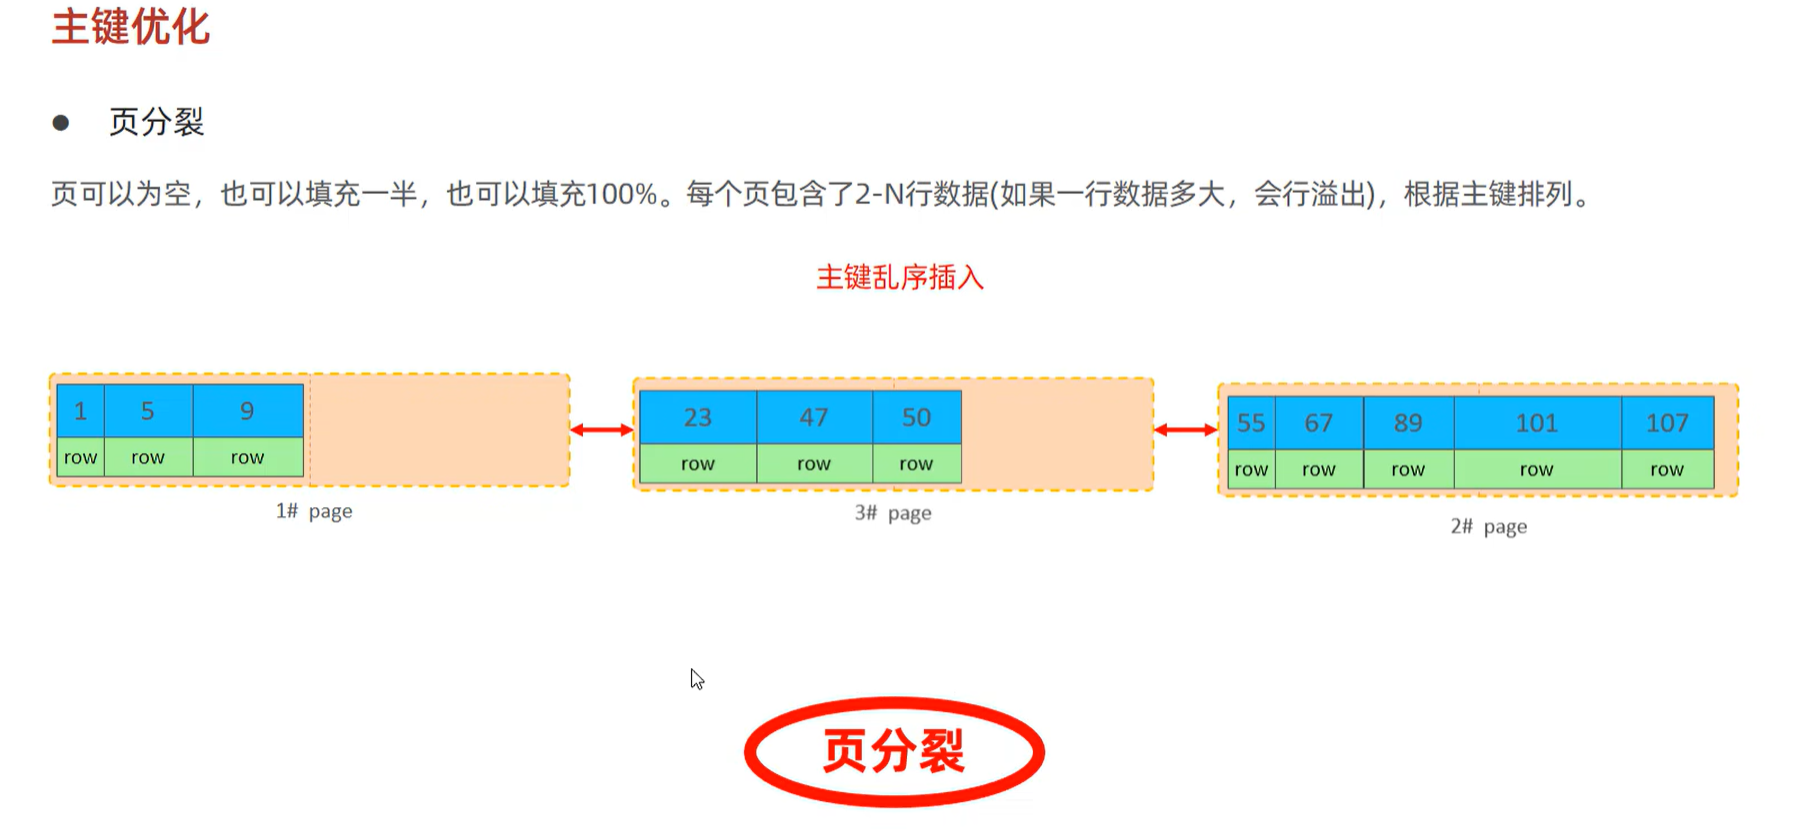 主键优化
● 页分裂
页可以为空，也可以填充一半，也可以填充100%。每个页包含了2-N行数据(如果一行数据多大，会行溢出)，根据主键排列。
主键乱序插入
1 5 9
row row row
1# page
23 47 50
row row row
3# page
55 67 89 101 107
row row row row row
2# page
页分裂